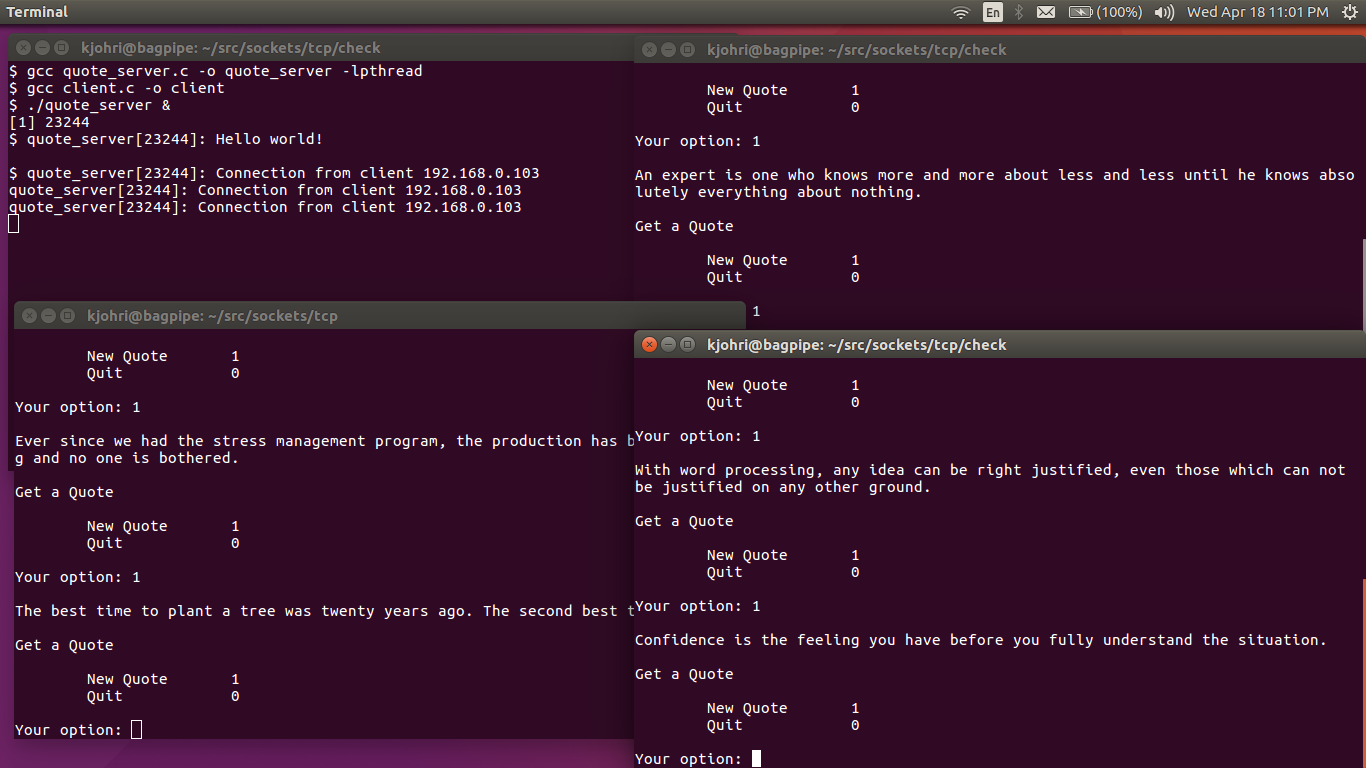 Terminal
En
(100%)
Wed Apr 18 11:01 PM
kjohri@bagpipe: ~/src/sockets/tcp/check
$ gcc quote_server.c -o quote_server -lpthread
$ gcc client.c -o client
$ ./quote_server &
[1] 23244
$ quote_server[23244]: Hello world!
$ quote_server[23244]: Connection from client 192.168.0.103
quote_server[23244]: Connection from client 192.168.0.103
quote_server[23244]: Connection from client 192.168.0.103
kjohri@bagpipe: ~/src/sockets/tcp/check
New Quote 1
Quit 0
Your option: 1
An expert is one who knows more and more about less and less until he knows abso
lutely everything about nothing.
Get a Quote
New Quote 1
Quit 0
1
kjohri@bagpipe: ~/src/sockets/tcp
New Quote 1
Quit 0
Your option: 1
Ever since we had the stress management program, the production has
g and no one is bothered.
Get a Quote
New Quote 1
Quit 0
Your option: 1
The best time to plant a tree was twenty years ago. The second best
Get a Quote
New Quote 1
Quit 0
Your option:
kjohri@bagpipe: ~/src/sockets/tcp/check
New Quote 1
Quit 0
Your option: 1
With word processing, any idea can be right justified, even those which can not
be justified on any other ground.
Get a Quote
New Quote 1
Quit 0
Your option: 1
Confidence is the feeling you have before you fully understand the situation.
Get a Quote
New Quote 1
Quit 0
Your option: